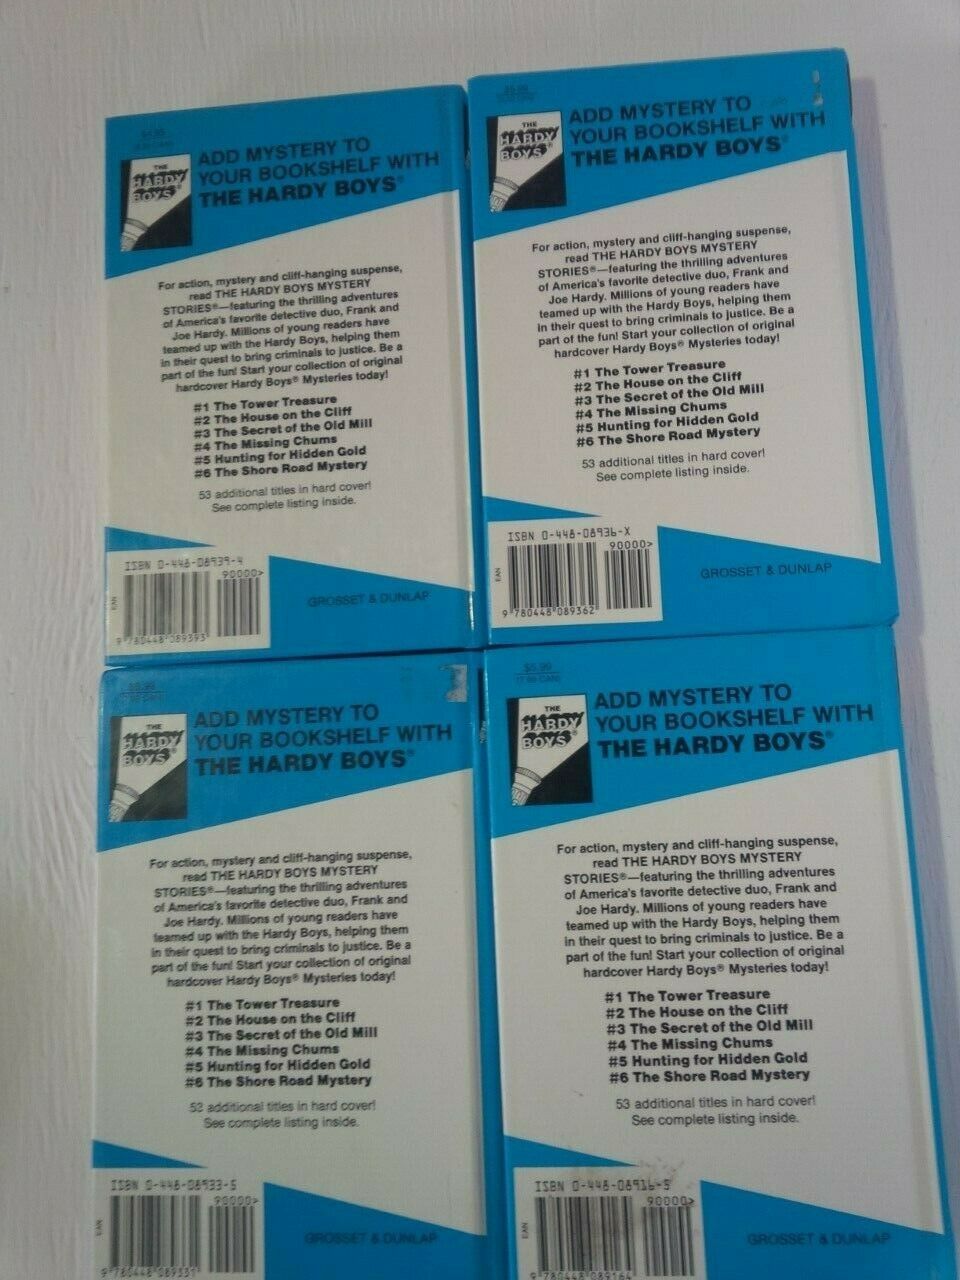 $4.95
THE
HARDY
BOYS®
ADD MYSTERY TO
YOUR BOOKSHELF WITH
THE HARDY BOYS®
For action, mystery and cliff-hanging suspense,
read THE HARDY BOYS MYSTERY
STORIES®—featuring the thrilling adventures
of America's favorite detective duo, Frank and
Joe Hardy. Millions of young readers have
teamed up with the Hardy Boys, helping them
in their quest to bring criminals to justice. Be a
part of the fun! Start your collection of original
hardcover Hardy Boys® Mysteries today!
#1 The Tower Treasure
#2 The House on the Cliff
#3 The Secret of the Old Mill
#4 The Missing Chums
#5 Hunting for Hidden Gold
#6 The Shore Road Mystery
53 additional titles in hard cover!
See complete listing inside.
ISBN 0-448-08939-4
90000>
EAN
9 780448 089393
GROSSET & DUNLAP
$5.99
THE
HARDY
BOYS®
ADD MYSTERY TO
YOUR BOOKSHELF WITH
THE HARDY BOYS®
For action, mystery and cliff-hanging suspense,
read THE HARDY BOYS MYSTERY
STORIES®—featuring the thrilling adventures
of America's favorite detective duo, Frank and
Joe Hardy. Millions of young readers have
teamed up with the Hardy Boys, helping them
in their quest to bring criminals to justice. Be a
part of the fun! Start your collection of original
hardcover Hardy Boys® Mysteries today!
#1 The Tower Treasure
#2 The House on the Cliff
#3 The Secret of the Old Mill
#4 The Missing Chums
#5 Hunting for Hidden Gold
#6 The Shore Road Mystery
53 additional titles in hard cover!
See complete listing inside.
ISBN 0-448-08936-X
90000>
EAN
9 780448 089362
GROSSET & DUNLAP
$5.99
(7.99 CAN)
THE
HARDY
BOYS®
ADD MYSTERY TO
YOUR BOOKSHELF WITH
THE HARDY BOYS®
For action, mystery and cliff-hanging suspense,
read THE HARDY BOYS MYSTERY
STORIES®—featuring the thrilling adventures
of America's favorite detective duo, Frank and
Joe Hardy. Millions of young readers have
teamed up with the Hardy Boys, helping them
in their quest to bring criminals to justice. Be a
part of the fun! Start your collection of original
hardcover Hardy Boys® Mysteries today!
#1 The Tower Treasure
#2 The House on the Cliff
#3 The Secret of the Old Mill
#4 The Missing Chums
#5 Hunting for Hidden Gold
#6 The Shore Road Mystery
53 additional titles in hard cover!
See complete listing inside.
ISBN 0-448-08933-5
90000>
EAN
9 780448 089331
GROSSET & DUNLAP
$5.99
(7.99 CAN)
THE
HARDY
BOYS®
ADD MYSTERY TO
YOUR BOOKSHELF WITH
THE HARDY BOYS®
For action, mystery and cliff-hanging suspense,
read THE HARDY BOYS MYSTERY
STORIES®—featuring the thrilling adventures
of America's favorite detective duo, Frank and
Joe Hardy. Millions of young readers have
teamed up with the Hardy Boys, helping them
in their quest to bring criminals to justice. Be a
part of the fun! Start your collection of original
hardcover Hardy Boys® Mysteries today!
#1 The Tower Treasure
#2 The House on the Cliff
#3 The Secret of the Old Mill
#4 The Missing Chums
#5 Hunting for Hidden Gold
#6 The Shore Road Mystery
53 additional titles in hard cover!
See complete listing inside.
ISBN 0-448-08916-5
90000>
EAN
9 780448 089164
GROSSET & DUNLAP